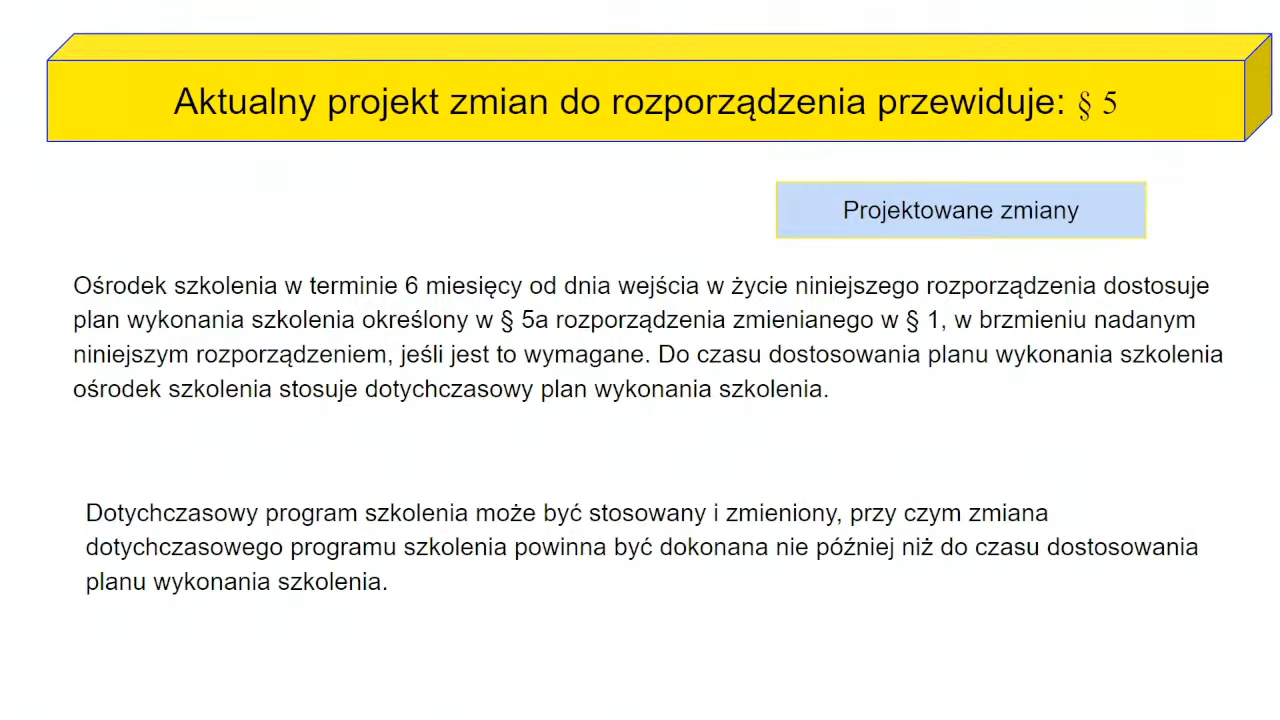 Aktualny projekt zmian do rozporządzenia przewiduje: § 5
Projektowane zmiany
Ośrodek szkolenia w terminie 6 miesięcy od dnia wejścia w życie niniejszego rozporządzenia dostosuje
plan wykonania szkolenia określony w § 5a rozporządzenia zmienianego w § 1, w brzmieniu nadanym
niniejszym rozporządzeniem, jeśli jest to wymagane. Do czasu dostosowania planu wykonania szkolenia
ośrodek szkolenia stosuje dotychczasowy plan wykonania szkolenia.
Dotychczasowy program szkolenia może być stosowany i zmieniony, przy czym zmiana
dotychczasowego programu szkolenia powinna być dokonana nie później niż do czasu dostosowania
planu wykonania szkolenia.